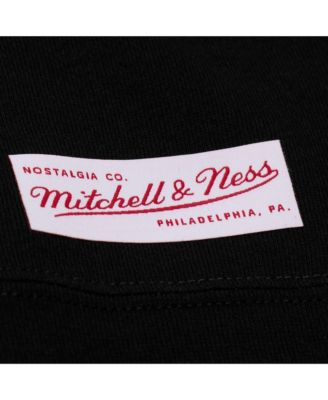 NOSTALGIA CO.
Mitchell & Ness
PHILADELPHIA, PA.